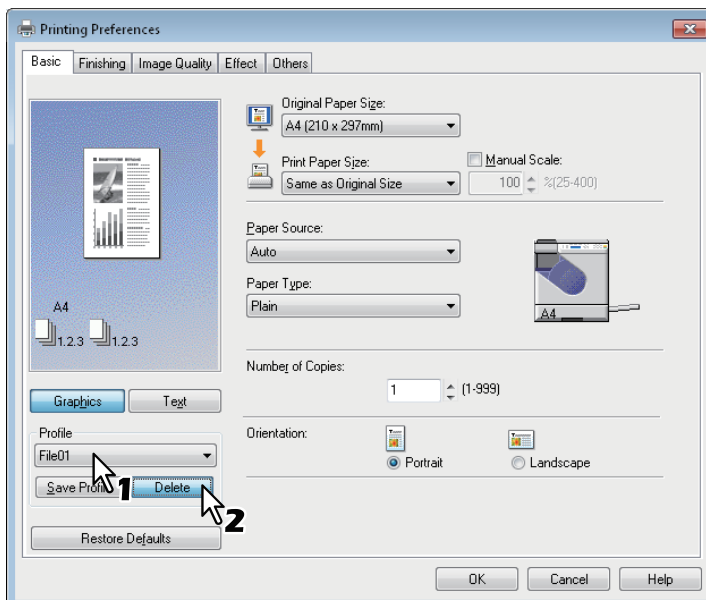 Printing Preferences
Basic Finishing Image Quality Effect Others
Original Paper Size:
A4 (210 x 297mm)
Print Paper Size:
Same as Original Size
Manual Scale:
100 %(25-400)
Paper Source:
Auto
Paper Type:
Plain
A4
A4
1.2.3 1.2.3
Number of Copies:
1 (1-999)
Graphics Text
Profile
File01
Orientation:
Portrait Landscape
1
Save Delete
2
Restore Defaults
OK Cancel Help